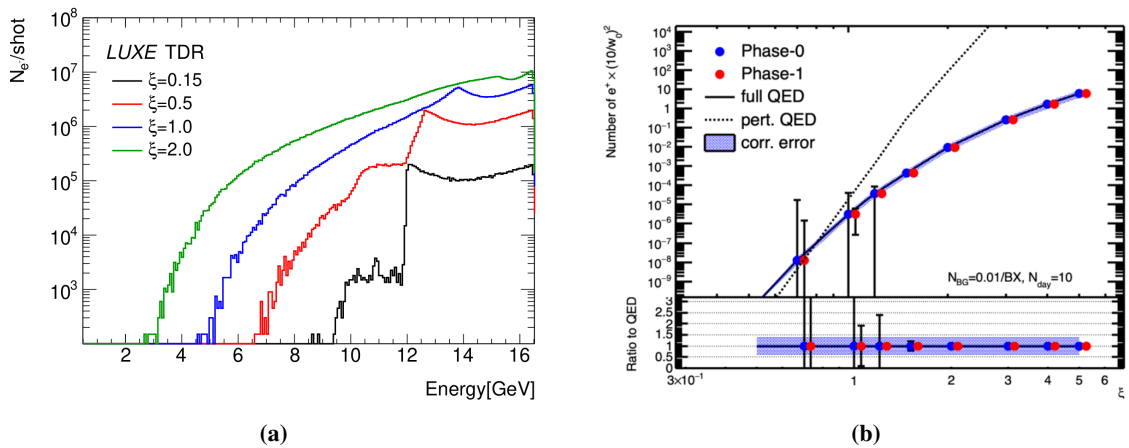 N_e⁻/shot
10^8
10^7
10^6
10^5
10^4
10^3
LUXE TDR
ξ=0.15
ξ=0.5
ξ=1.0
ξ=2.0
2 4 6 8 10 12 14 16
Energy[GeV]
(a)
Number of e⁺ × (10/w₀)²
10^4
10^3
10^2
10
1
10^-1
10^-2
10^-3
10^-4
10^-5
10^-6
10^-7
10^-8
Phase-0
Phase-1
full QED
pert. QED
corr. error
N_BG=0.01/BX, N_day=10
Ratio to QED
3
2.5
2
1.5
1
0.5
0
3×10^-1 1 2 3 4 5 6
ξ
(b)